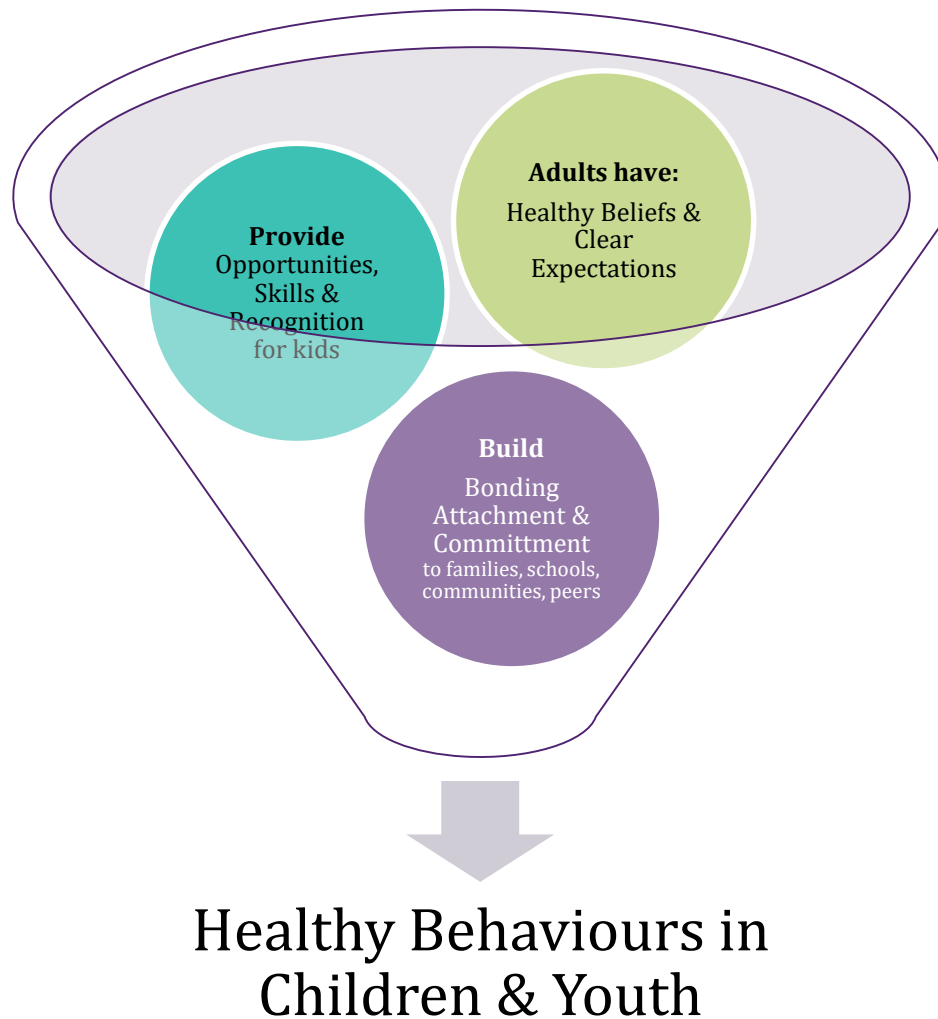 Provide
Opportunities,
Skills &
Recognition
for kids
Adults have:
Healthy Beliefs &
Clear
Expectations
Build
Bonding
Attachment &
Committment
to families, schools,
communities, peers
Healthy Behaviours in
Children & Youth